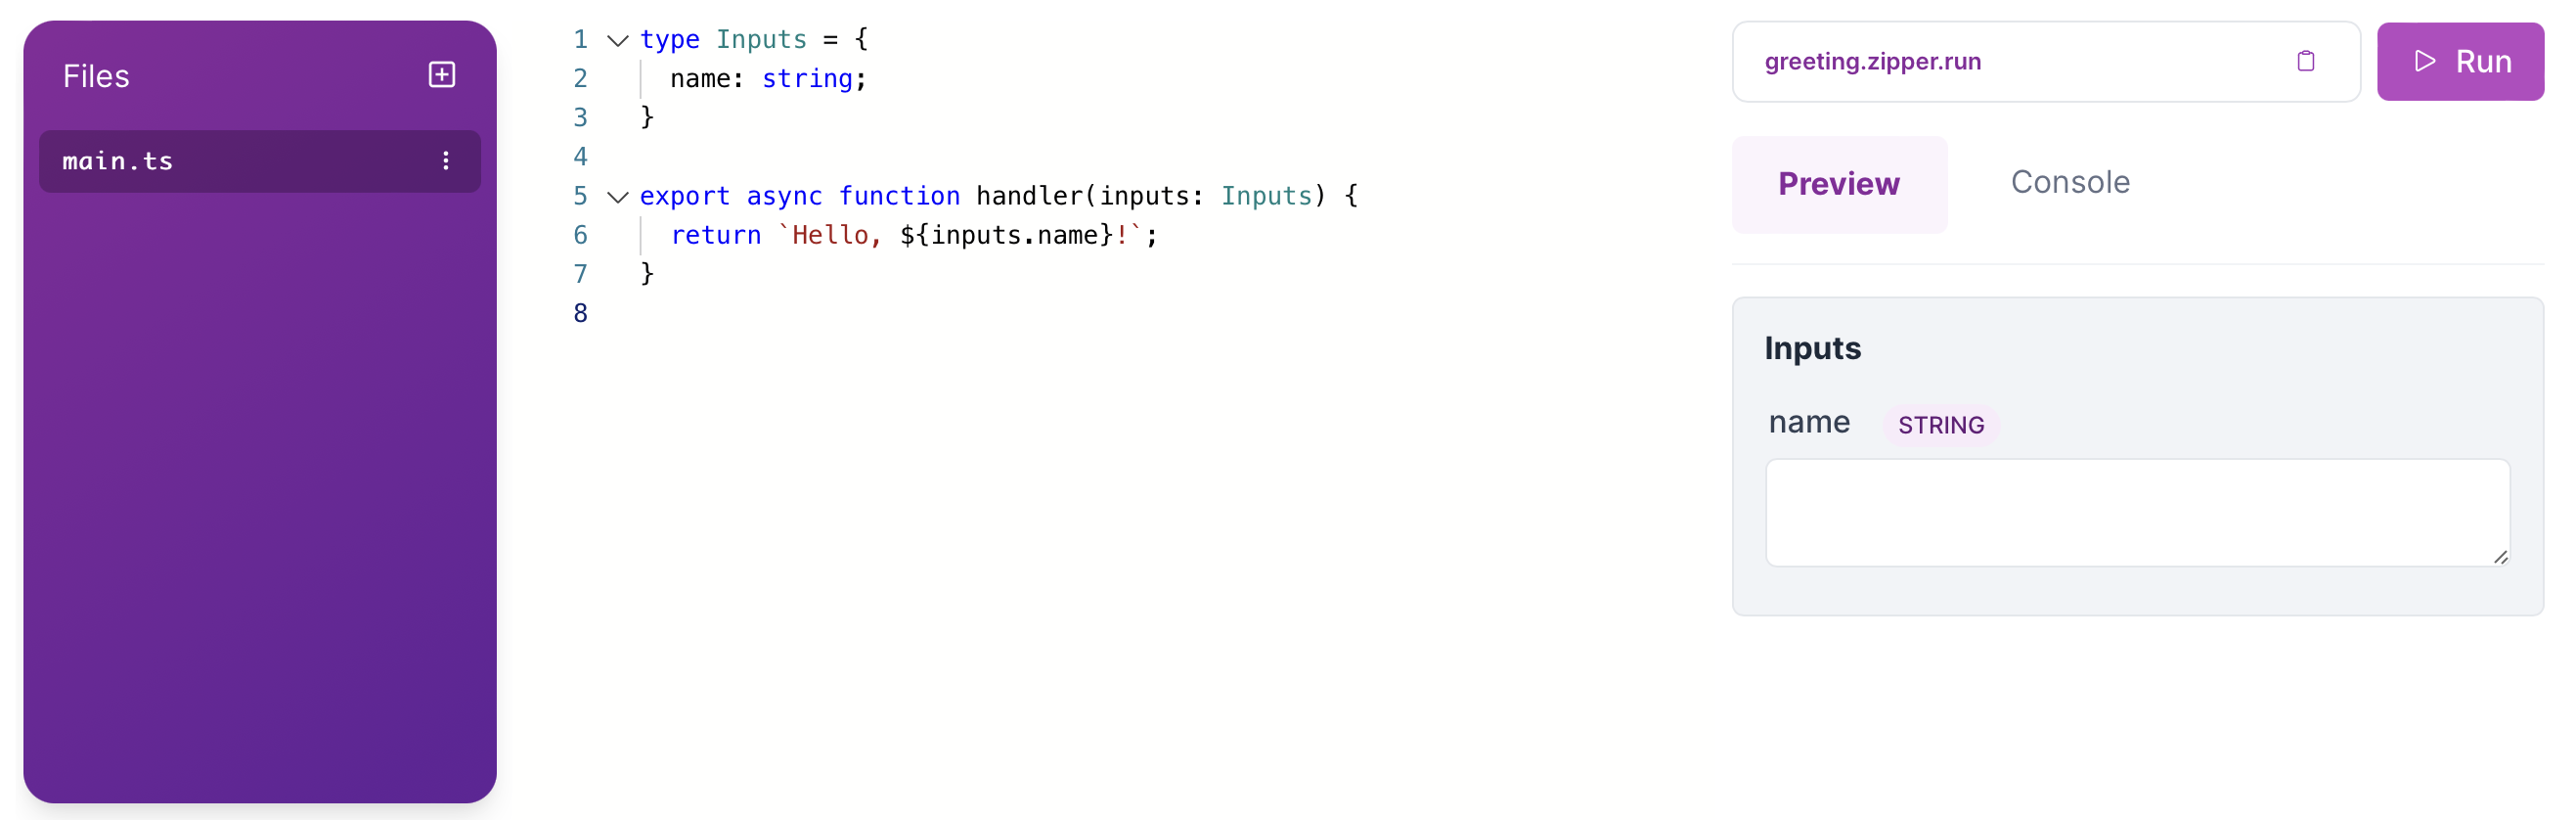 Files
main.ts
1 type Inputs = {
2   name: string;
3 }
4
5 export async function handler(inputs: Inputs) {
6   return `Hello, ${inputs.name}!`;
7 }
8
greeting.zipper.run
Run
Preview Console
Inputs
name STRING